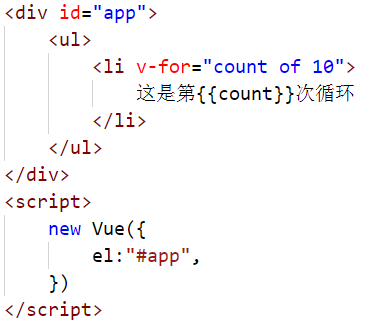 <div id="app">
    <ul>
        <li v-for="count of 10">
            这是第{{count}}次循环
        </li>
    </ul>
</div>
<script>
    new Vue({
        el:"#app",
    })
</script>